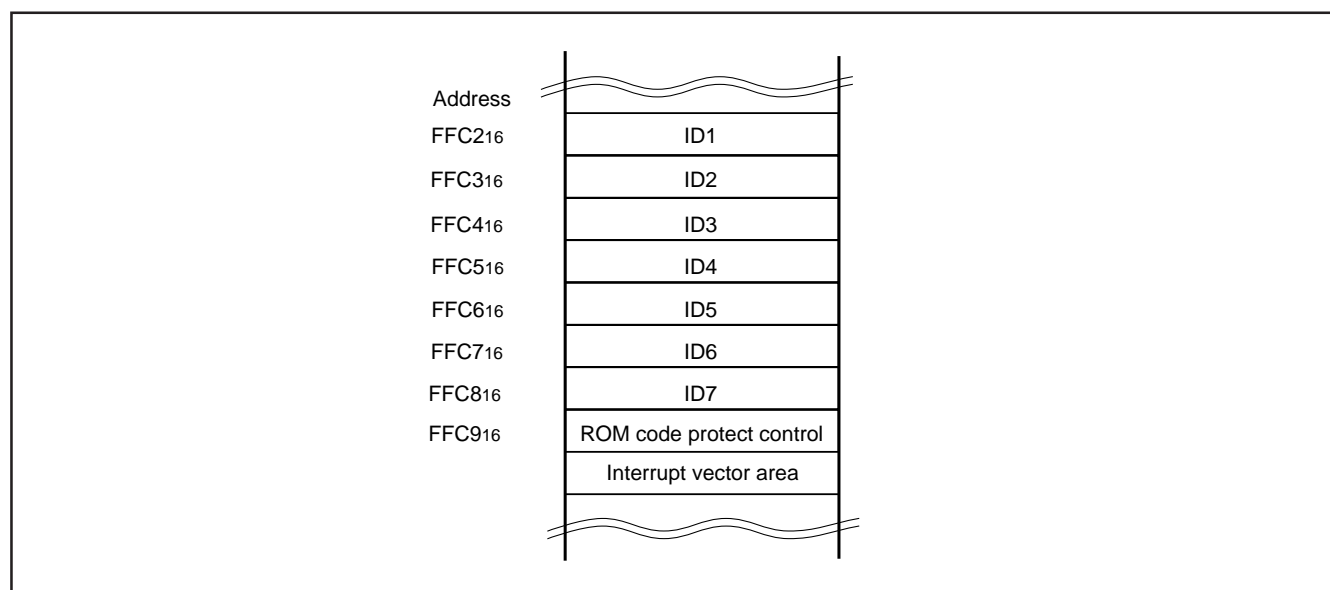 Address
FFC216 ID1
FFC316 ID2
FFC416 ID3
FFC516 ID4
FFC616 ID5
FFC716 ID6
FFC816 ID7
FFC916 ROM code protect control
Interrupt vector area